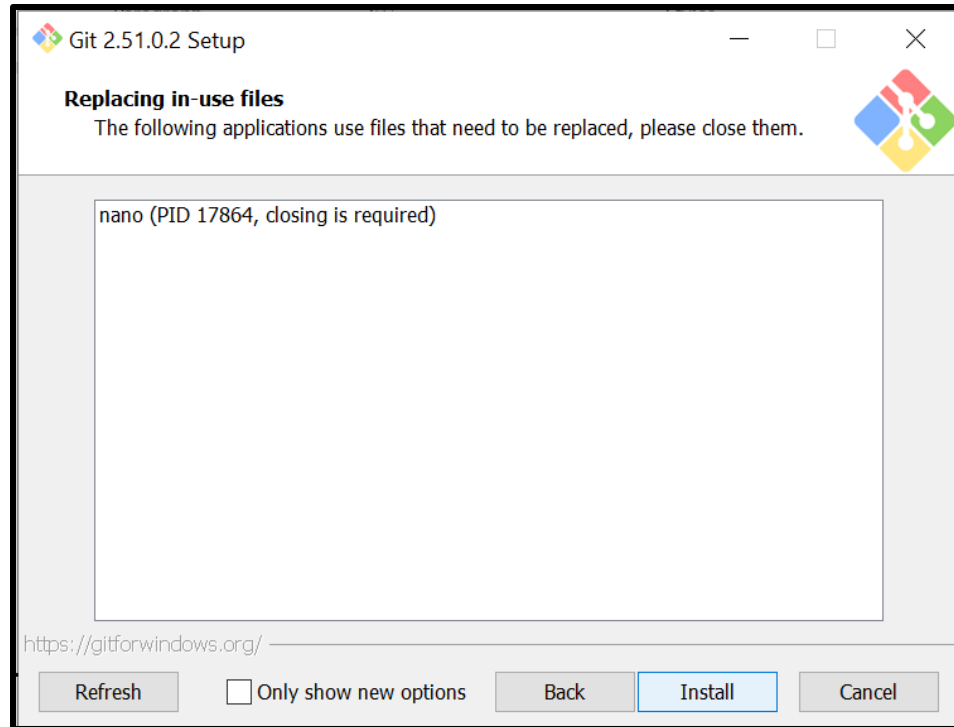 Git 2.51.0.2 Setup
Replacing in-use files
The following applications use files that need to be replaced, please close them.
nano (PID 17864, closing is required)
https://gitforwindows.org/
Refresh
Only show new options
Back
Install
Cancel